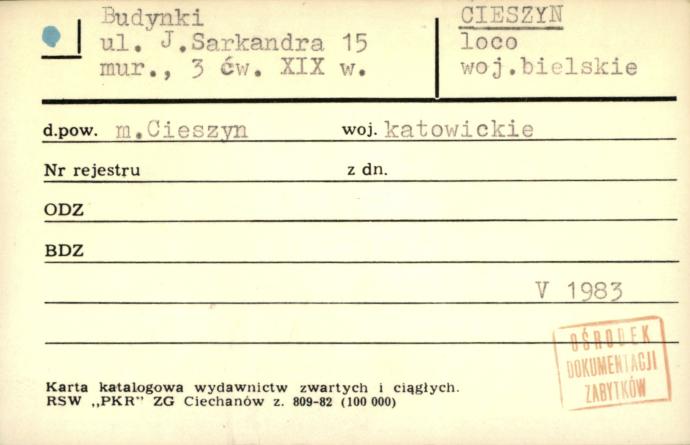 Budynki
ul. J.Sarkandra 15
mur., 3 ćw. XIX w.
CIESZYN
loco
woj.bielskie
d.pow. m.Cieszyn woj. katowickie
Nr rejestru z dn.
ODZ
BDZ
V 1983
OŚRODEK
DOKUMENTACJI
ZABYTKÓW
Karta katalogowa wydawnictw zwartych i ciągłych.
RSW „PKR" ZG Ciechanów z. 809-82 (100 000)